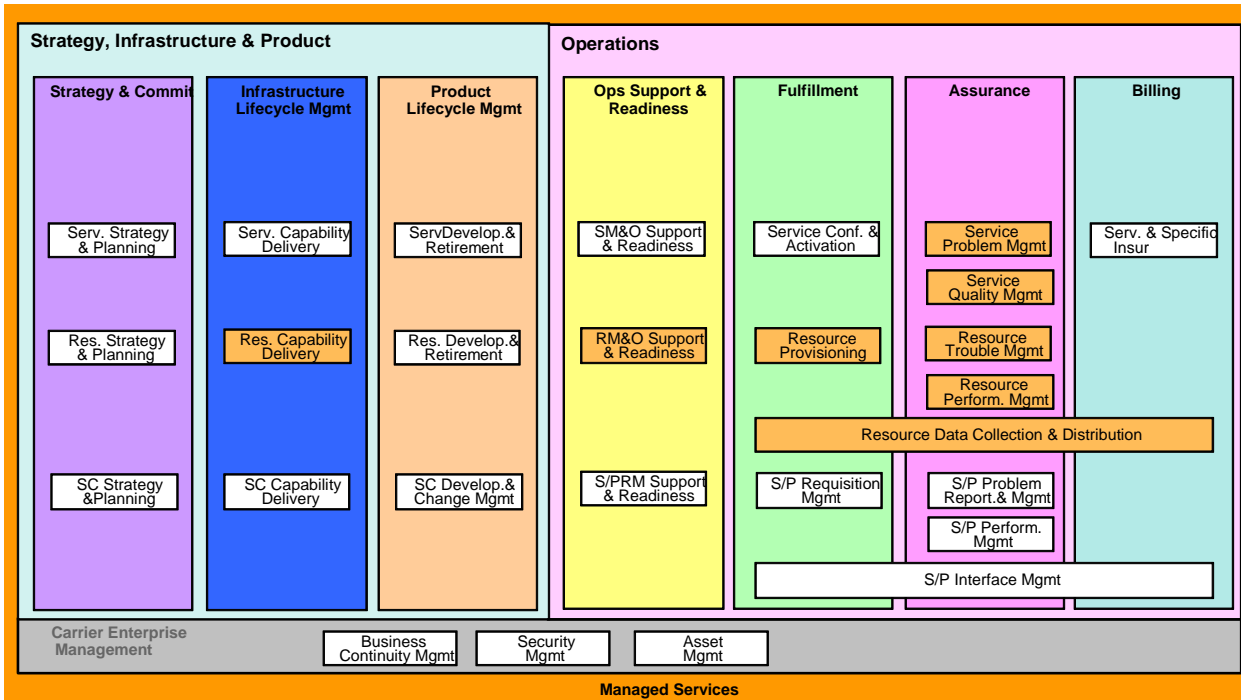 Strategy, Infrastructure & Product
Operations
Strategy & Commit
Infrastructure
Lifecycle Mgmt
Product
Lifecycle Mgmt
Ops Support &
Readiness
Fulfillment
Assurance
Billing
Serv. Strategy
& Planning
Serv. Capability
Delivery
ServDevelop.&
Retirement
SM&O Support
& Readiness
Service Conf. &
Activation
Service
Problem Mgmt
Serv. & Specific
Insur
Service
Quality Mgmt
Res. Strategy
& Planning
Res. Capability
Delivery
Res. Develop.&
Retirement
RM&O Support
& Readiness
Resource
Provisioning
Resource
Trouble Mgmt
Resource
Perform. Mgmt
Resource Data Collection & Distribution
SC Strategy
&Planning
SC Capability
Delivery
SC Develop.&
Change Mgmt
S/PRM Support
& Readiness
S/P Requisition
Mgmt
S/P Problem
Report.& Mgmt
S/P Perform.
Mgmt
S/P Interface Mgmt
Carrier Enterprise
Management
Business
Continuity Mgmt
Security
Mgmt
Asset
Mgmt
Managed Services